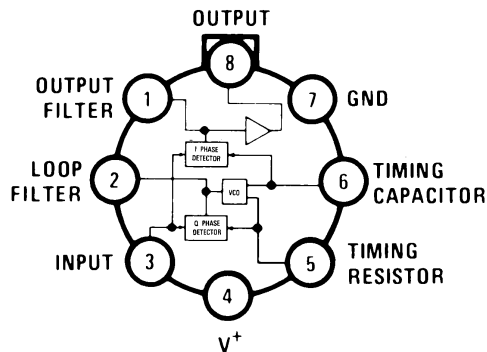 OUTPUT
8
OUTPUT
FILTER
1
7
GND
I PHASE
DETECTOR
LOOP
FILTER
2
VCO
6
TIMING
CAPACITOR
Q PHASE
DETECTOR
INPUT
3
5
TIMING
RESISTOR
4
V+